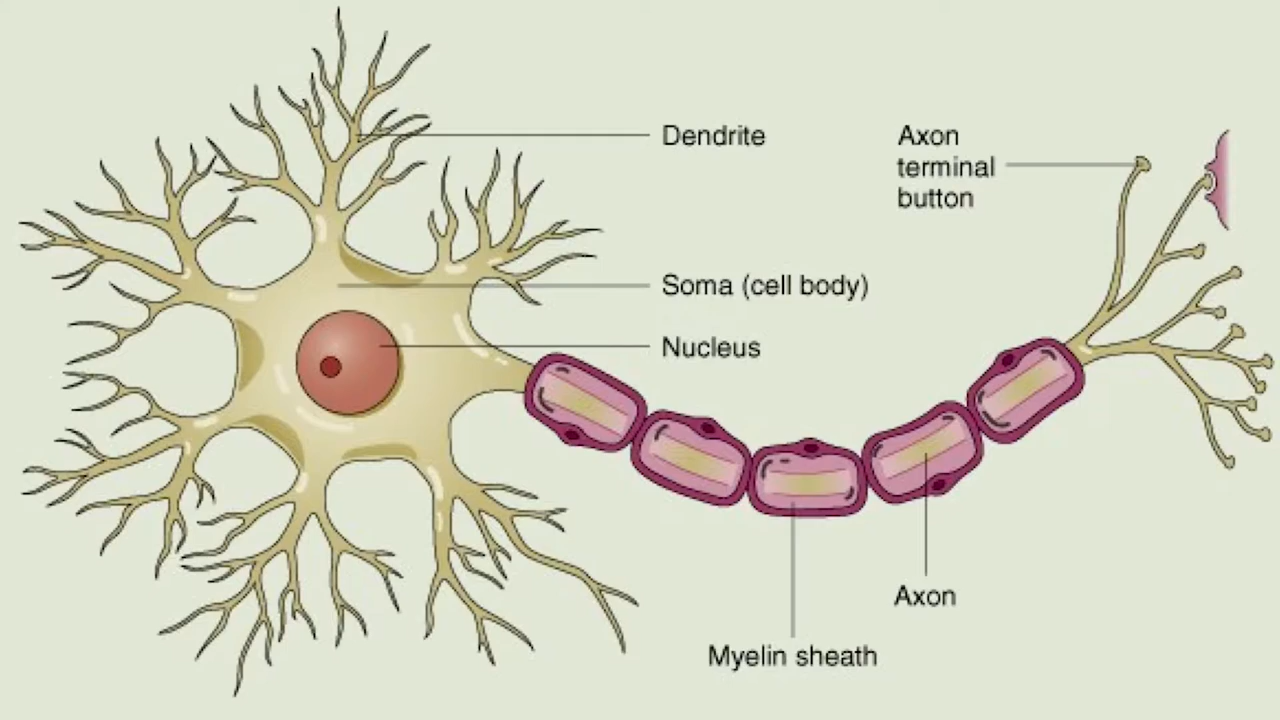 Dendrite
Axon
terminal
button
Soma (cell body)
Nucleus
Axon
Myelin sheath